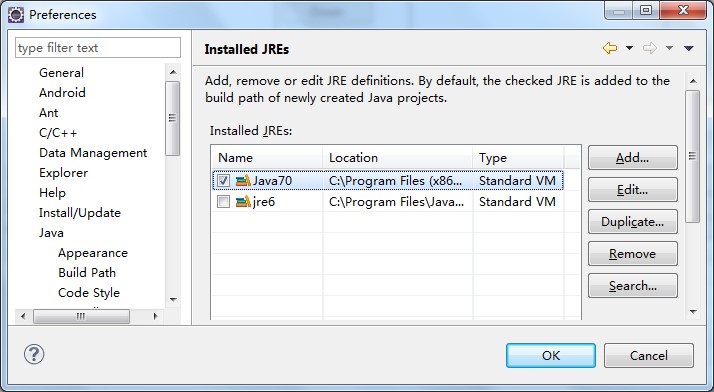 Preferences
type filter text
General
Android
Ant
C/C++
Data Management
Explorer
Help
Install/Update
Java
Appearance
Build Path
Code Style
Installed JREs
Add, remove or edit JRE definitions. By default, the checked JRE is added to the
build path of newly created Java projects.
Installed JREs:
Name Location Type
Java70 C:\Program Files (x86... Standard VM
jre6 C:\Program Files\Java... Standard VM
Add...
Edit...
Duplicate...
Remove
Search...
?
OK Cancel